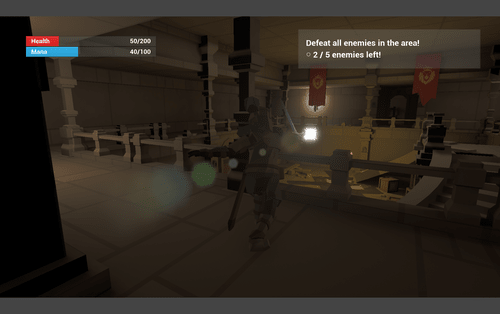 Health 50/200
Mana 40/100
Defeat all enemies in the area!
2 / 5 enemies left!